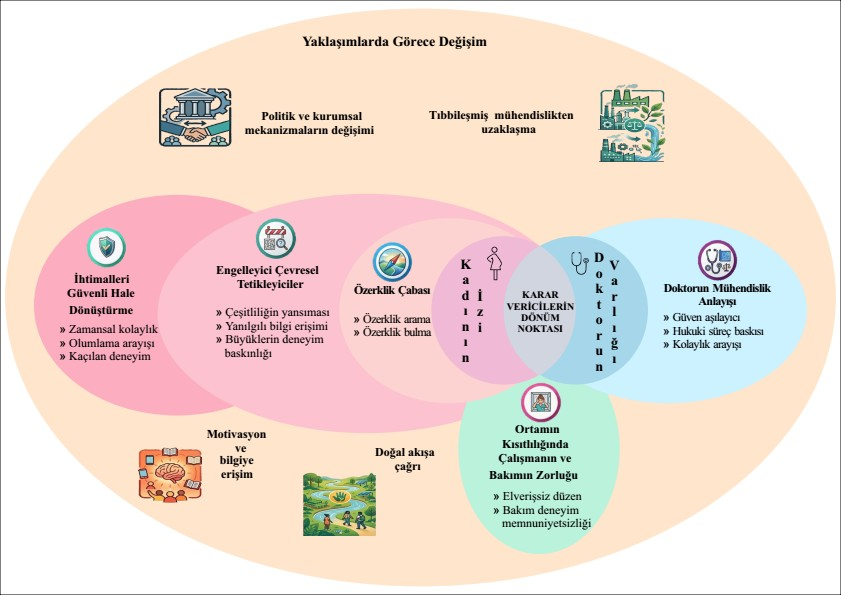 Yaklaşımlarda Görece Değişim
Politik ve kurumsal
mekanizmaların değişimi
Tıbbileşmiş mühendislikten
uzaklaşma
İhtimalleri
Güvenli Hale
Dönüştürme
» Zamansal kolaylık
» Olumlama arayışı
» Kaçılan deneyim
Engelleyici Çevresel
Tetikleyiciler
» Çeşitliliğin yansıması
» Yanılgılı bilgi erişimi
» Büyüklerin deneyim
baskınlığı
Özerklik Çabası
» Özerklik arama
» Özerklik bulma
Kadının
İzi
KARAR
VERİCİLERİN
DÖNÜM
NOKTASI
Doktorun
Varlığı
Doktorun Mühendislik
Anlayışı
» Güven aşılayıcı
» Hukuki süreç baskısı
» Kolaylık arayışı
Motivasyon
ve
bilgiye
erişim
Doğal akışa
çağrı
Ortamın
Kısıtlılığında
Çalışmanın ve
Bakımın Zorluğu
» Elverişsiz düzen
» Bakım deneyim
memnuniyetsizliği